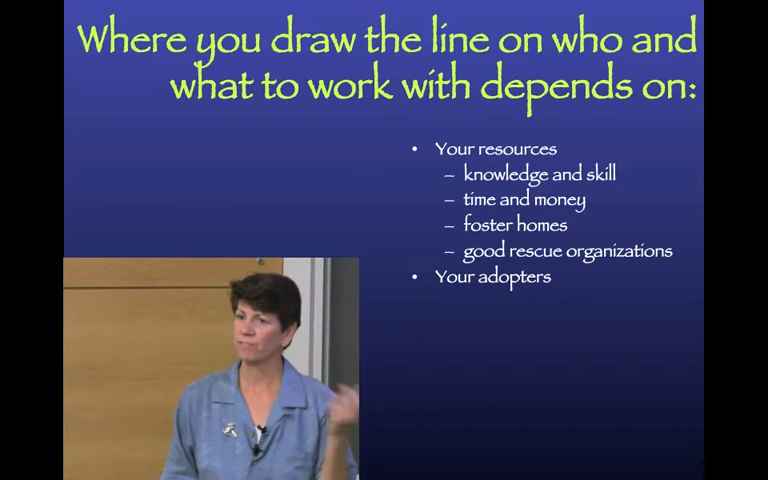 Where you draw the line on who and
what to work with depends on:
• Your resources
– knowledge and skill
– time and money
– foster homes
– good rescue organizations
• Your adopters